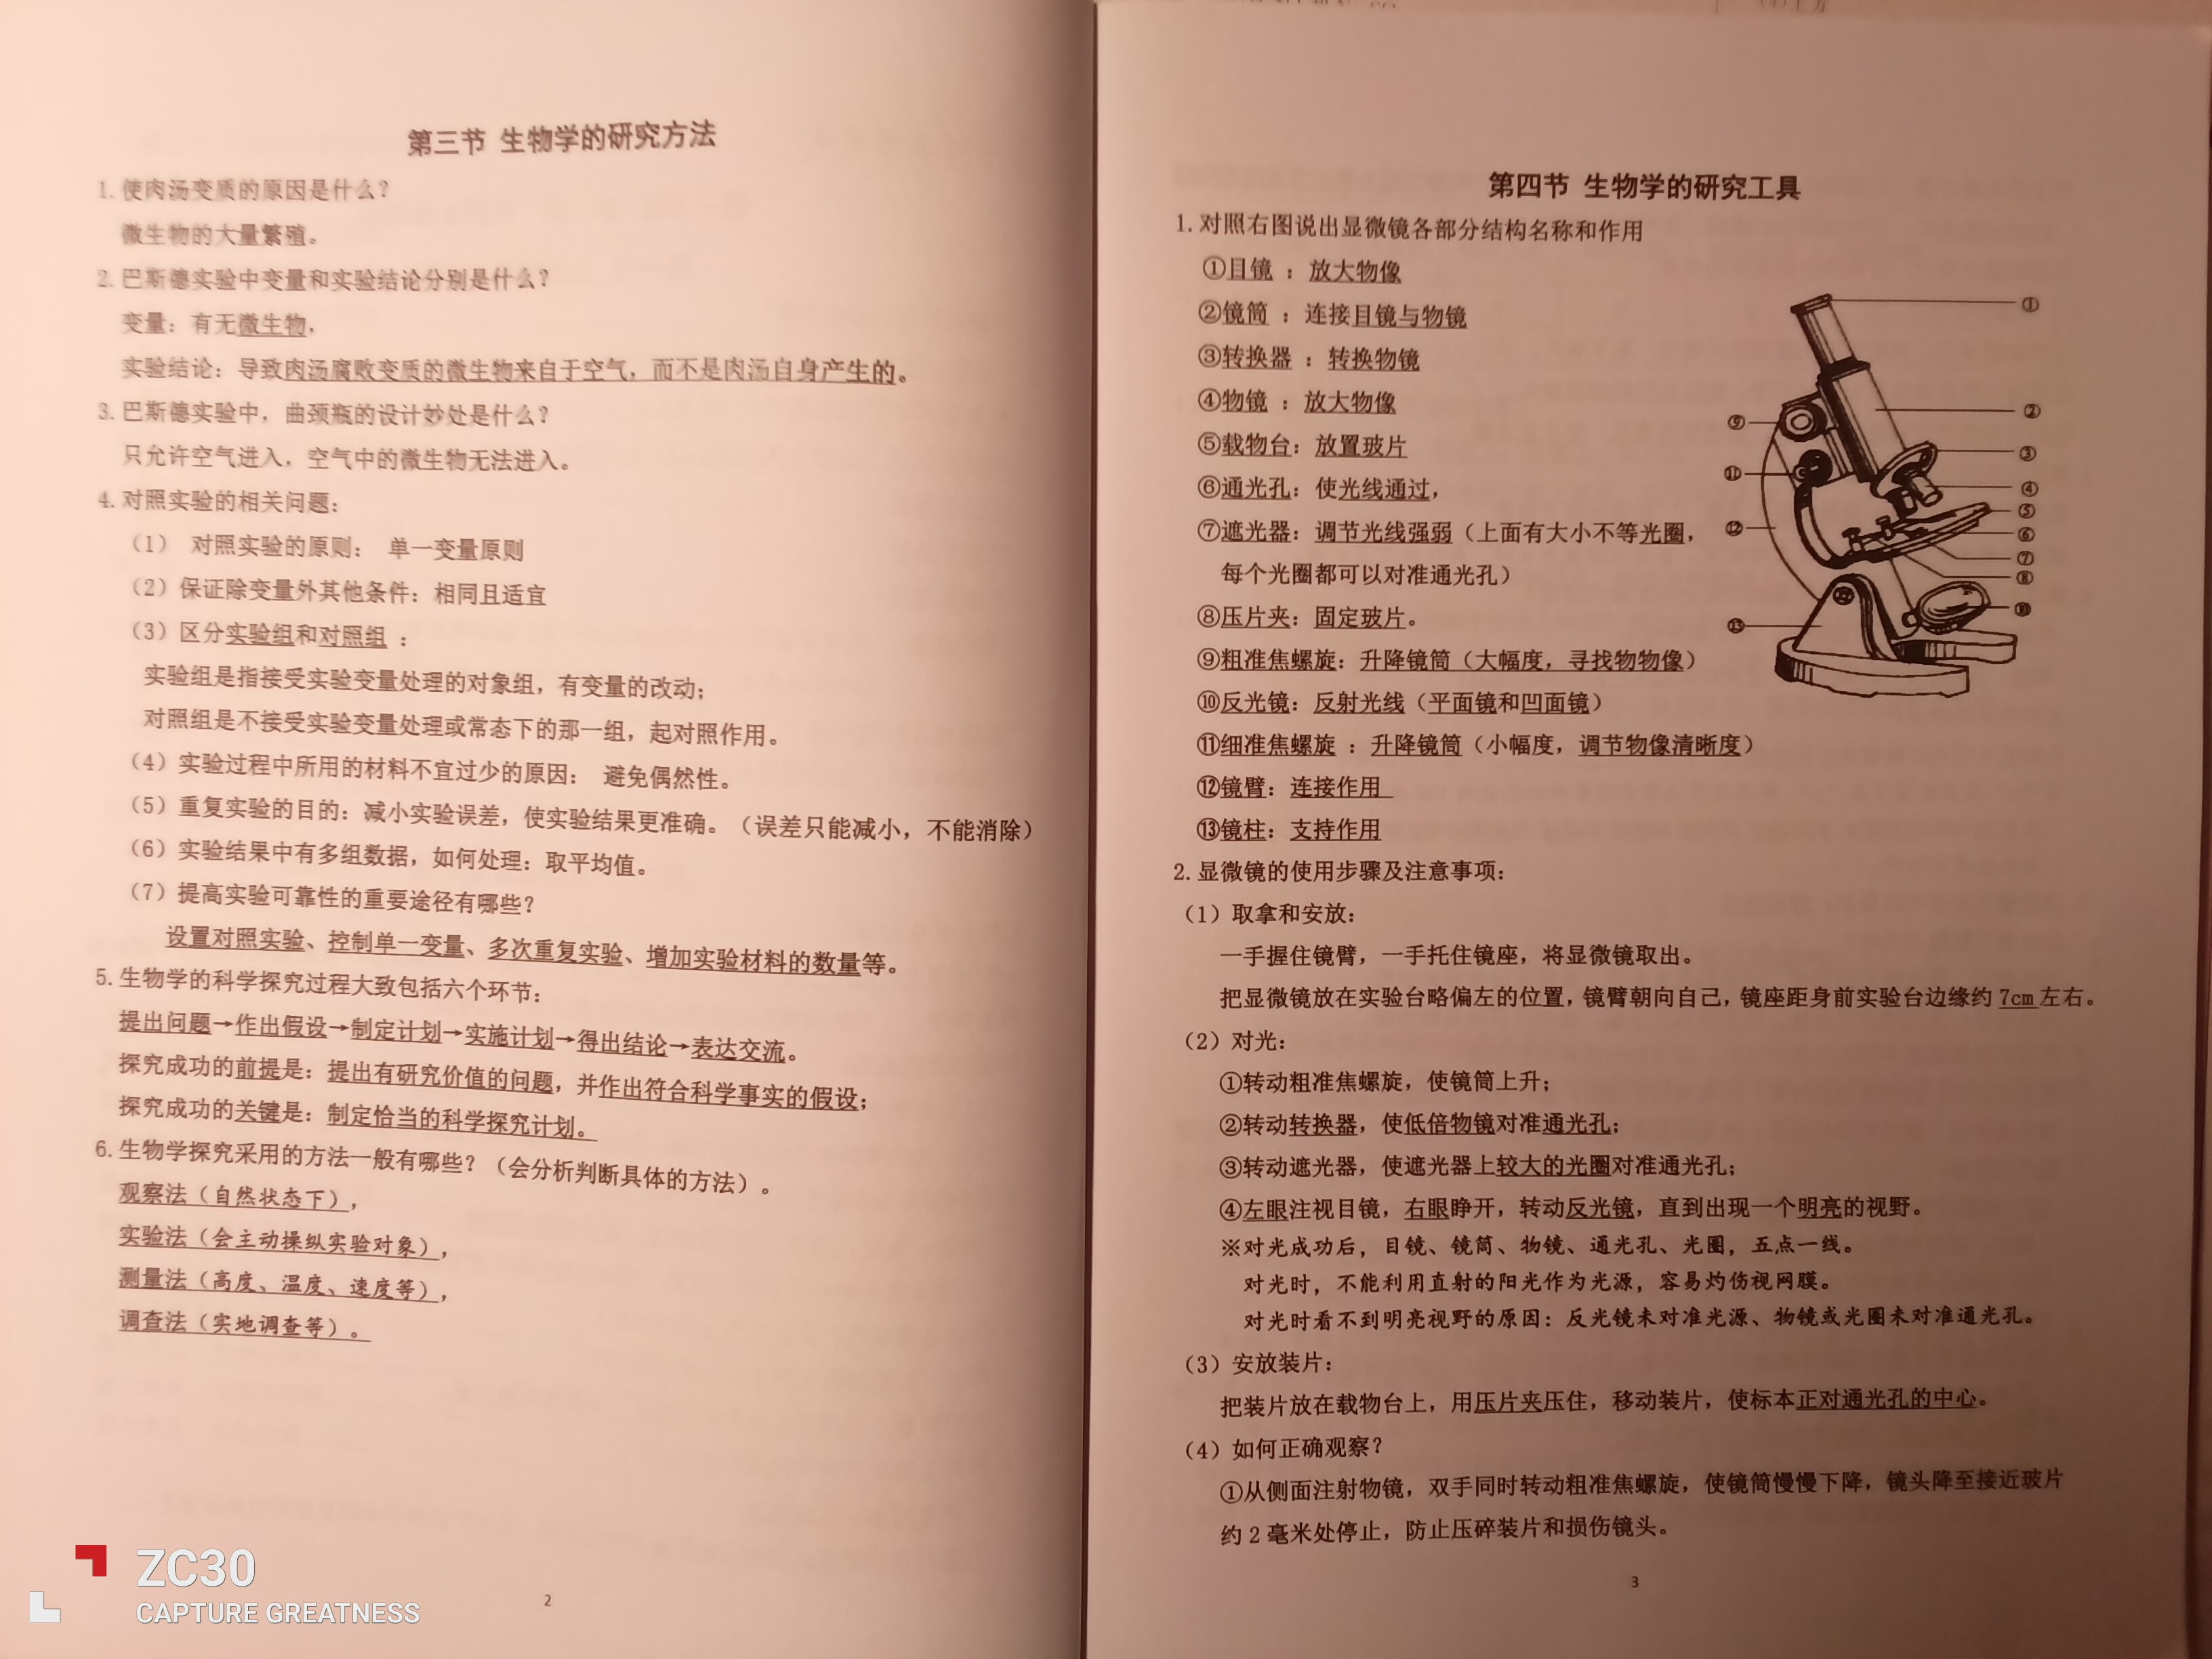 第三节 生物学的研究方法
1. 使肉汤变质的原因是什么？
微生物的大量繁殖。
2. 巴斯德实验中变量和实验结论分别是什么？
变量：有无微生物，
实验结论：导致肉汤腐败变质的微生物来自于空气，而不是肉汤自身产生的。
3. 巴斯德实验中，曲颈瓶的设计妙处是什么？
只允许空气进入，空气中的微生物无法进入。
4. 对照实验的相关问题：
（1） 对照实验的原则： 单一变量原则
（2）保证除变量外其他条件：相同且适宜
（3）区分实验组和对照组 ：
实验组是指接受实验变量处理的对象组，有变量的改动；
对照组是不接受实验变量处理或常态下的那一组，起对照作用。
（4）实验过程中所用的材料不宜过少的原因： 避免偶然性。
（5）重复实验的目的：减小实验误差，使实验结果更准确。（误差只能减小，不能消除）
（6）实验结果中有多组数据，如何处理：取平均值。
（7）提高实验可靠性的重要途径有哪些？
设置对照实验、控制单一变量、多次重复实验、增加实验材料的数量等。
5. 生物学的科学探究过程大致包括六个环节：
提出问题→作出假设→制定计划→实施计划→得出结论→表达交流。
探究成功的前提是：提出有研究价值的问题，并作出符合科学事实的假设；
探究成功的关键是：制定恰当的科学探究计划。
6. 生物学探究采用的方法一般有哪些？（会分析判断具体的方法）。
观察法（自然状态下），
实验法（会主动操纵实验对象），
测量法（高度、温度、速度等），
调查法（实地调查等）。
2
第四节 生物学的研究工具
1. 对照右图说出显微镜各部分结构名称和作用
①目镜 ：放大物像
②镜筒 ：连接目镜与物镜
③转换器 ：转换物镜
④物镜 ：放大物像
⑤载物台：放置玻片
⑥通光孔：使光线通过，
⑦遮光器：调节光线强弱（上面有大小不等光圈，
每个光圈都可以对准通光孔）
⑧压片夹：固定玻片。
⑨粗准焦螺旋：升降镜筒（大幅度，寻找物物像）
⑩反光镜：反射光线（平面镜和凹面镜）
⑪细准焦螺旋 ：升降镜筒（小幅度，调节物像清晰度）
⑫镜臂：连接作用
⑬镜柱：支持作用
①
②
③
④
⑤
⑥
⑦
⑧
⑩
⑨
⑪
⑫
⑬
2. 显微镜的使用步骤及注意事项：
（1）取拿和安放：
一手握住镜臂，一手托住镜座，将显微镜取出。
把显微镜放在实验台略偏左的位置，镜臂朝向自己，镜座距身前实验台边缘约 7cm 左右。
（2）对光：
①转动粗准焦螺旋，使镜筒上升；
②转动转换器，使低倍物镜对准通光孔；
③转动遮光器，使遮光器上较大的光圈对准通光孔；
④左眼注视目镜，右眼睁开，转动反光镜，直到出现一个明亮的视野。
※对光成功后，目镜、镜筒、物镜、通光孔、光圈，五点一线。
对光时，不能利用直射的阳光作为光源，容易灼伤视网膜。
对光时看不到明亮视野的原因：反光镜未对准光源、物镜或光圈未对准通光孔。
（3）安放装片：
把装片放在载物台上，用压片夹压住，移动装片，使标本正对通光孔的中心。
（4）如何正确观察？
①从侧面注射物镜，双手同时转动粗准焦螺旋，使镜筒慢慢下降，镜头降至接近玻片
约 2 毫米处停止，防止压碎装片和损伤镜头。
3
ZC30
CAPTURE GREATNESS